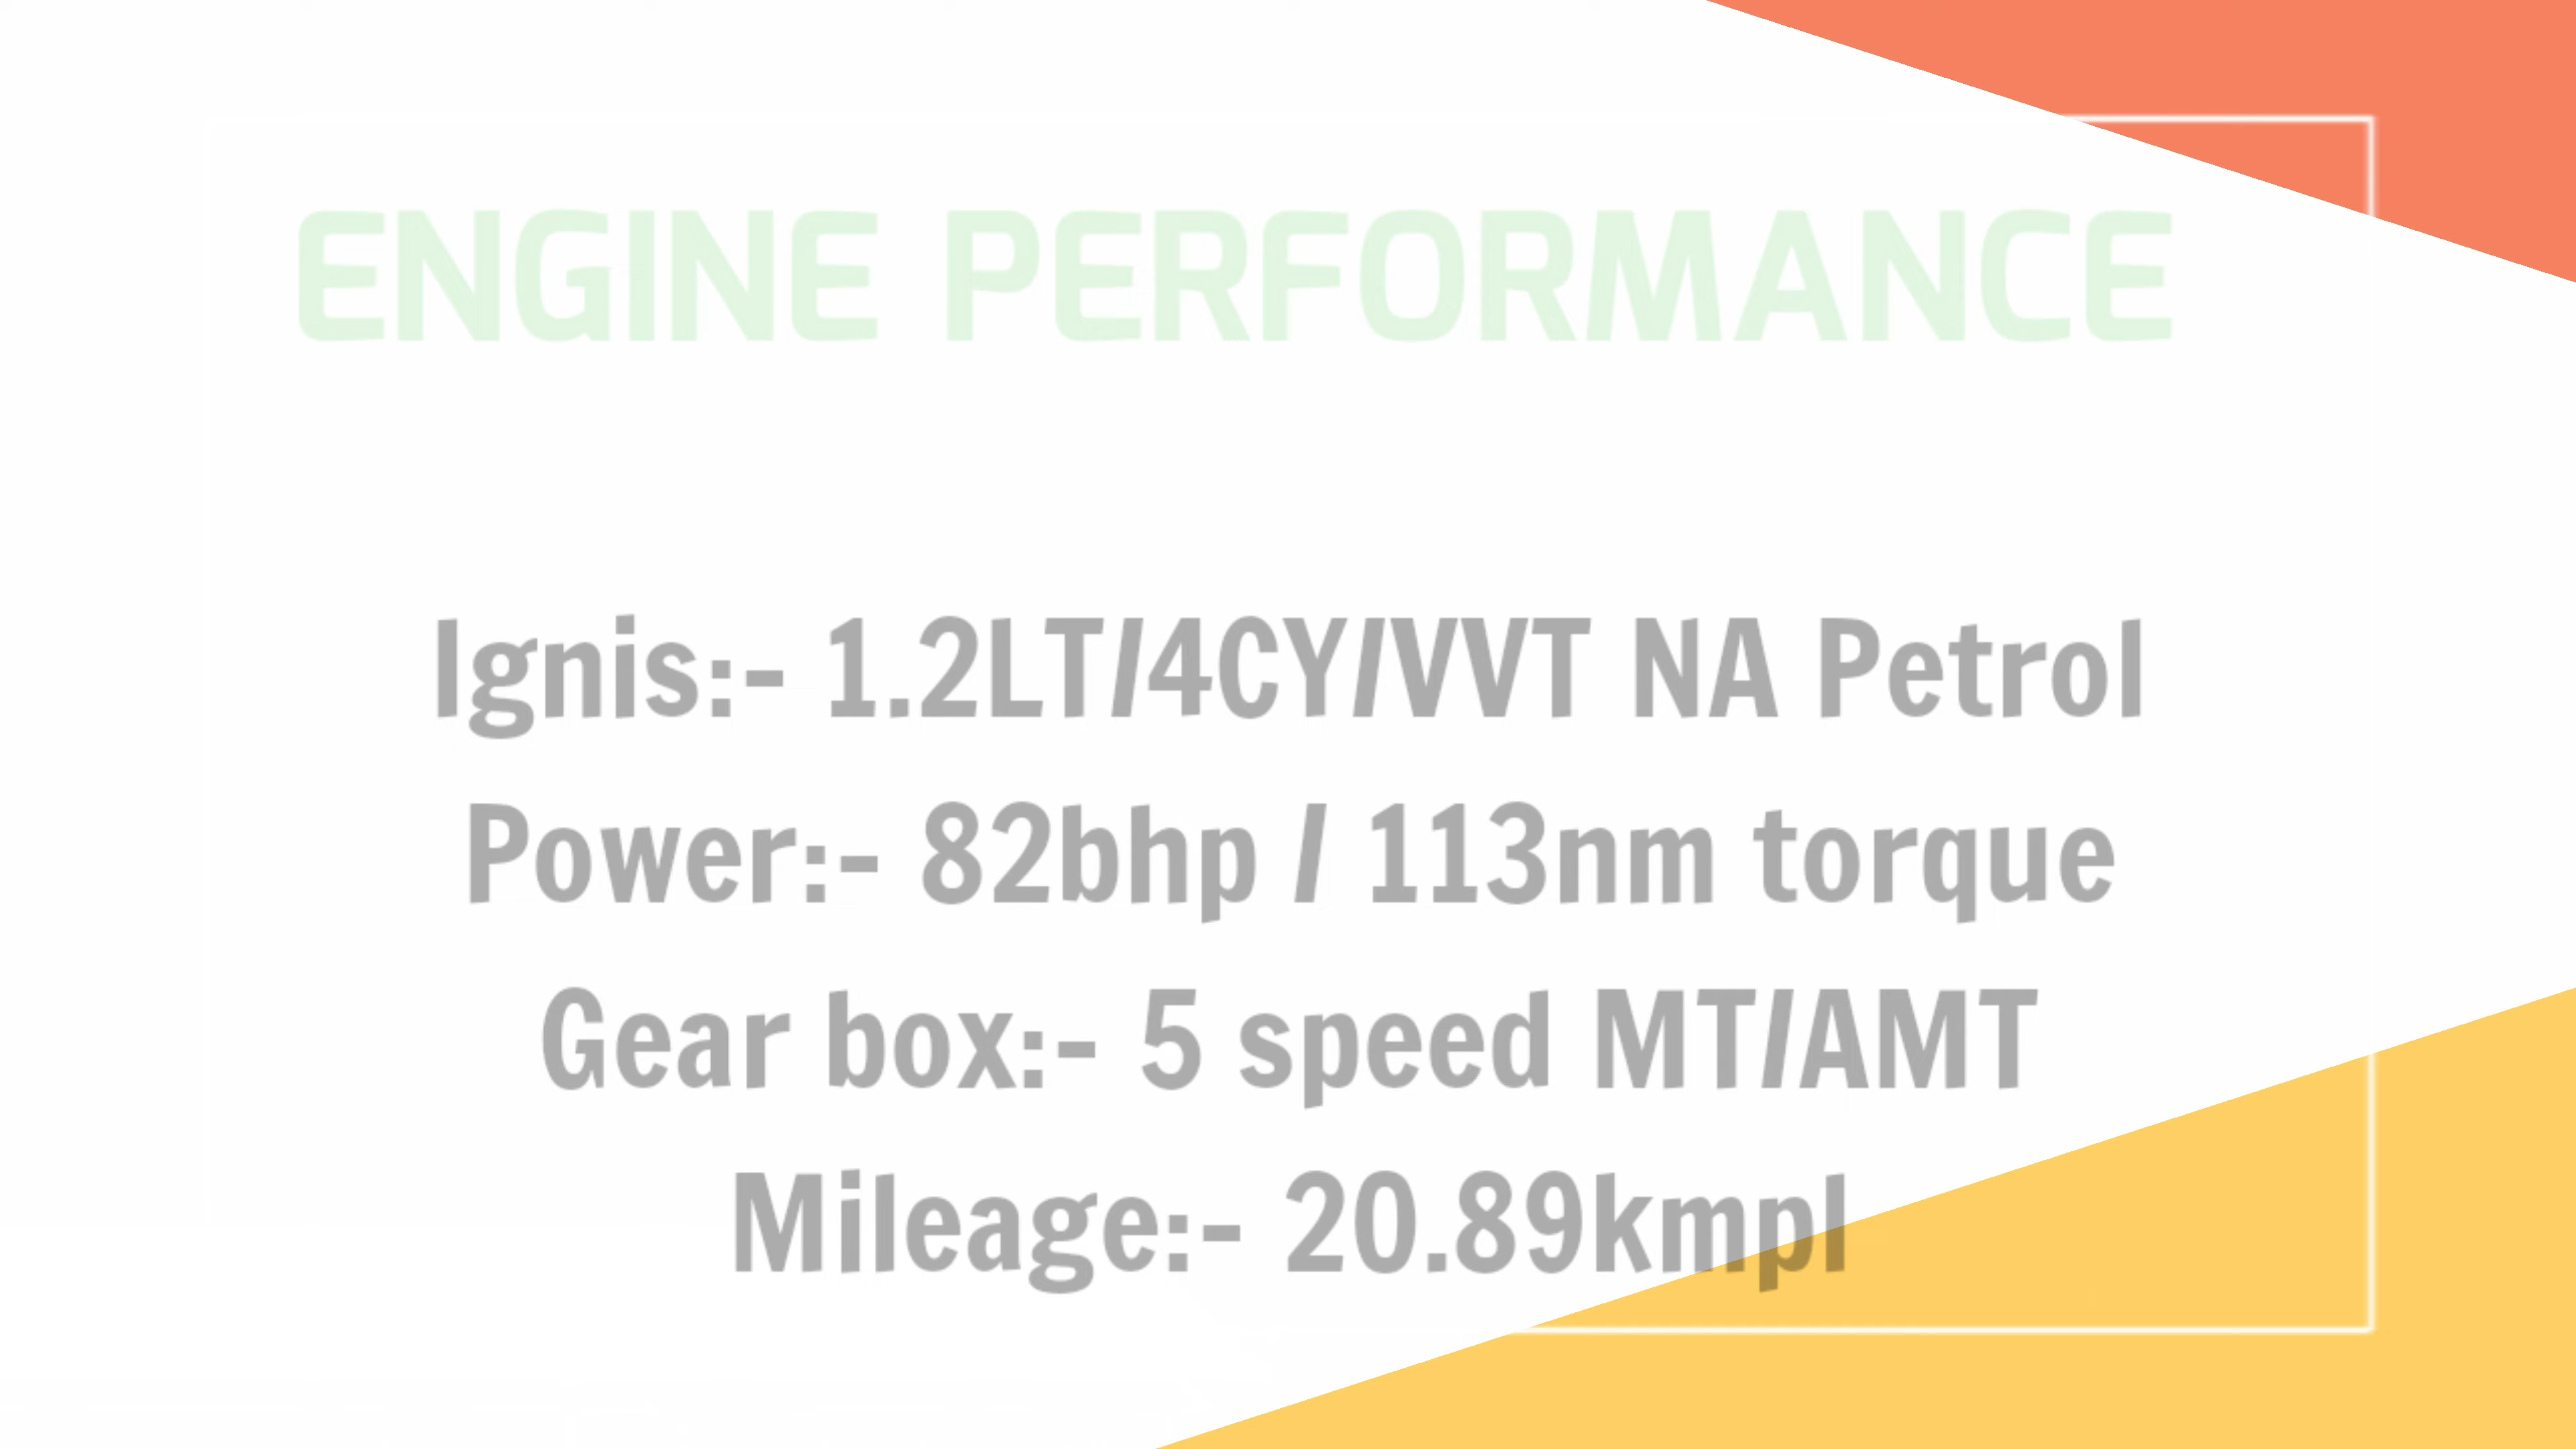 ENGINE PERFORMANCE
Ignis:- 1.2LT/4CY/VVT NA Petrol
Power:- 82bhp / 113nm torque
Gear box:- 5 speed MT/AMT
Mileage:- 20.89kmpl